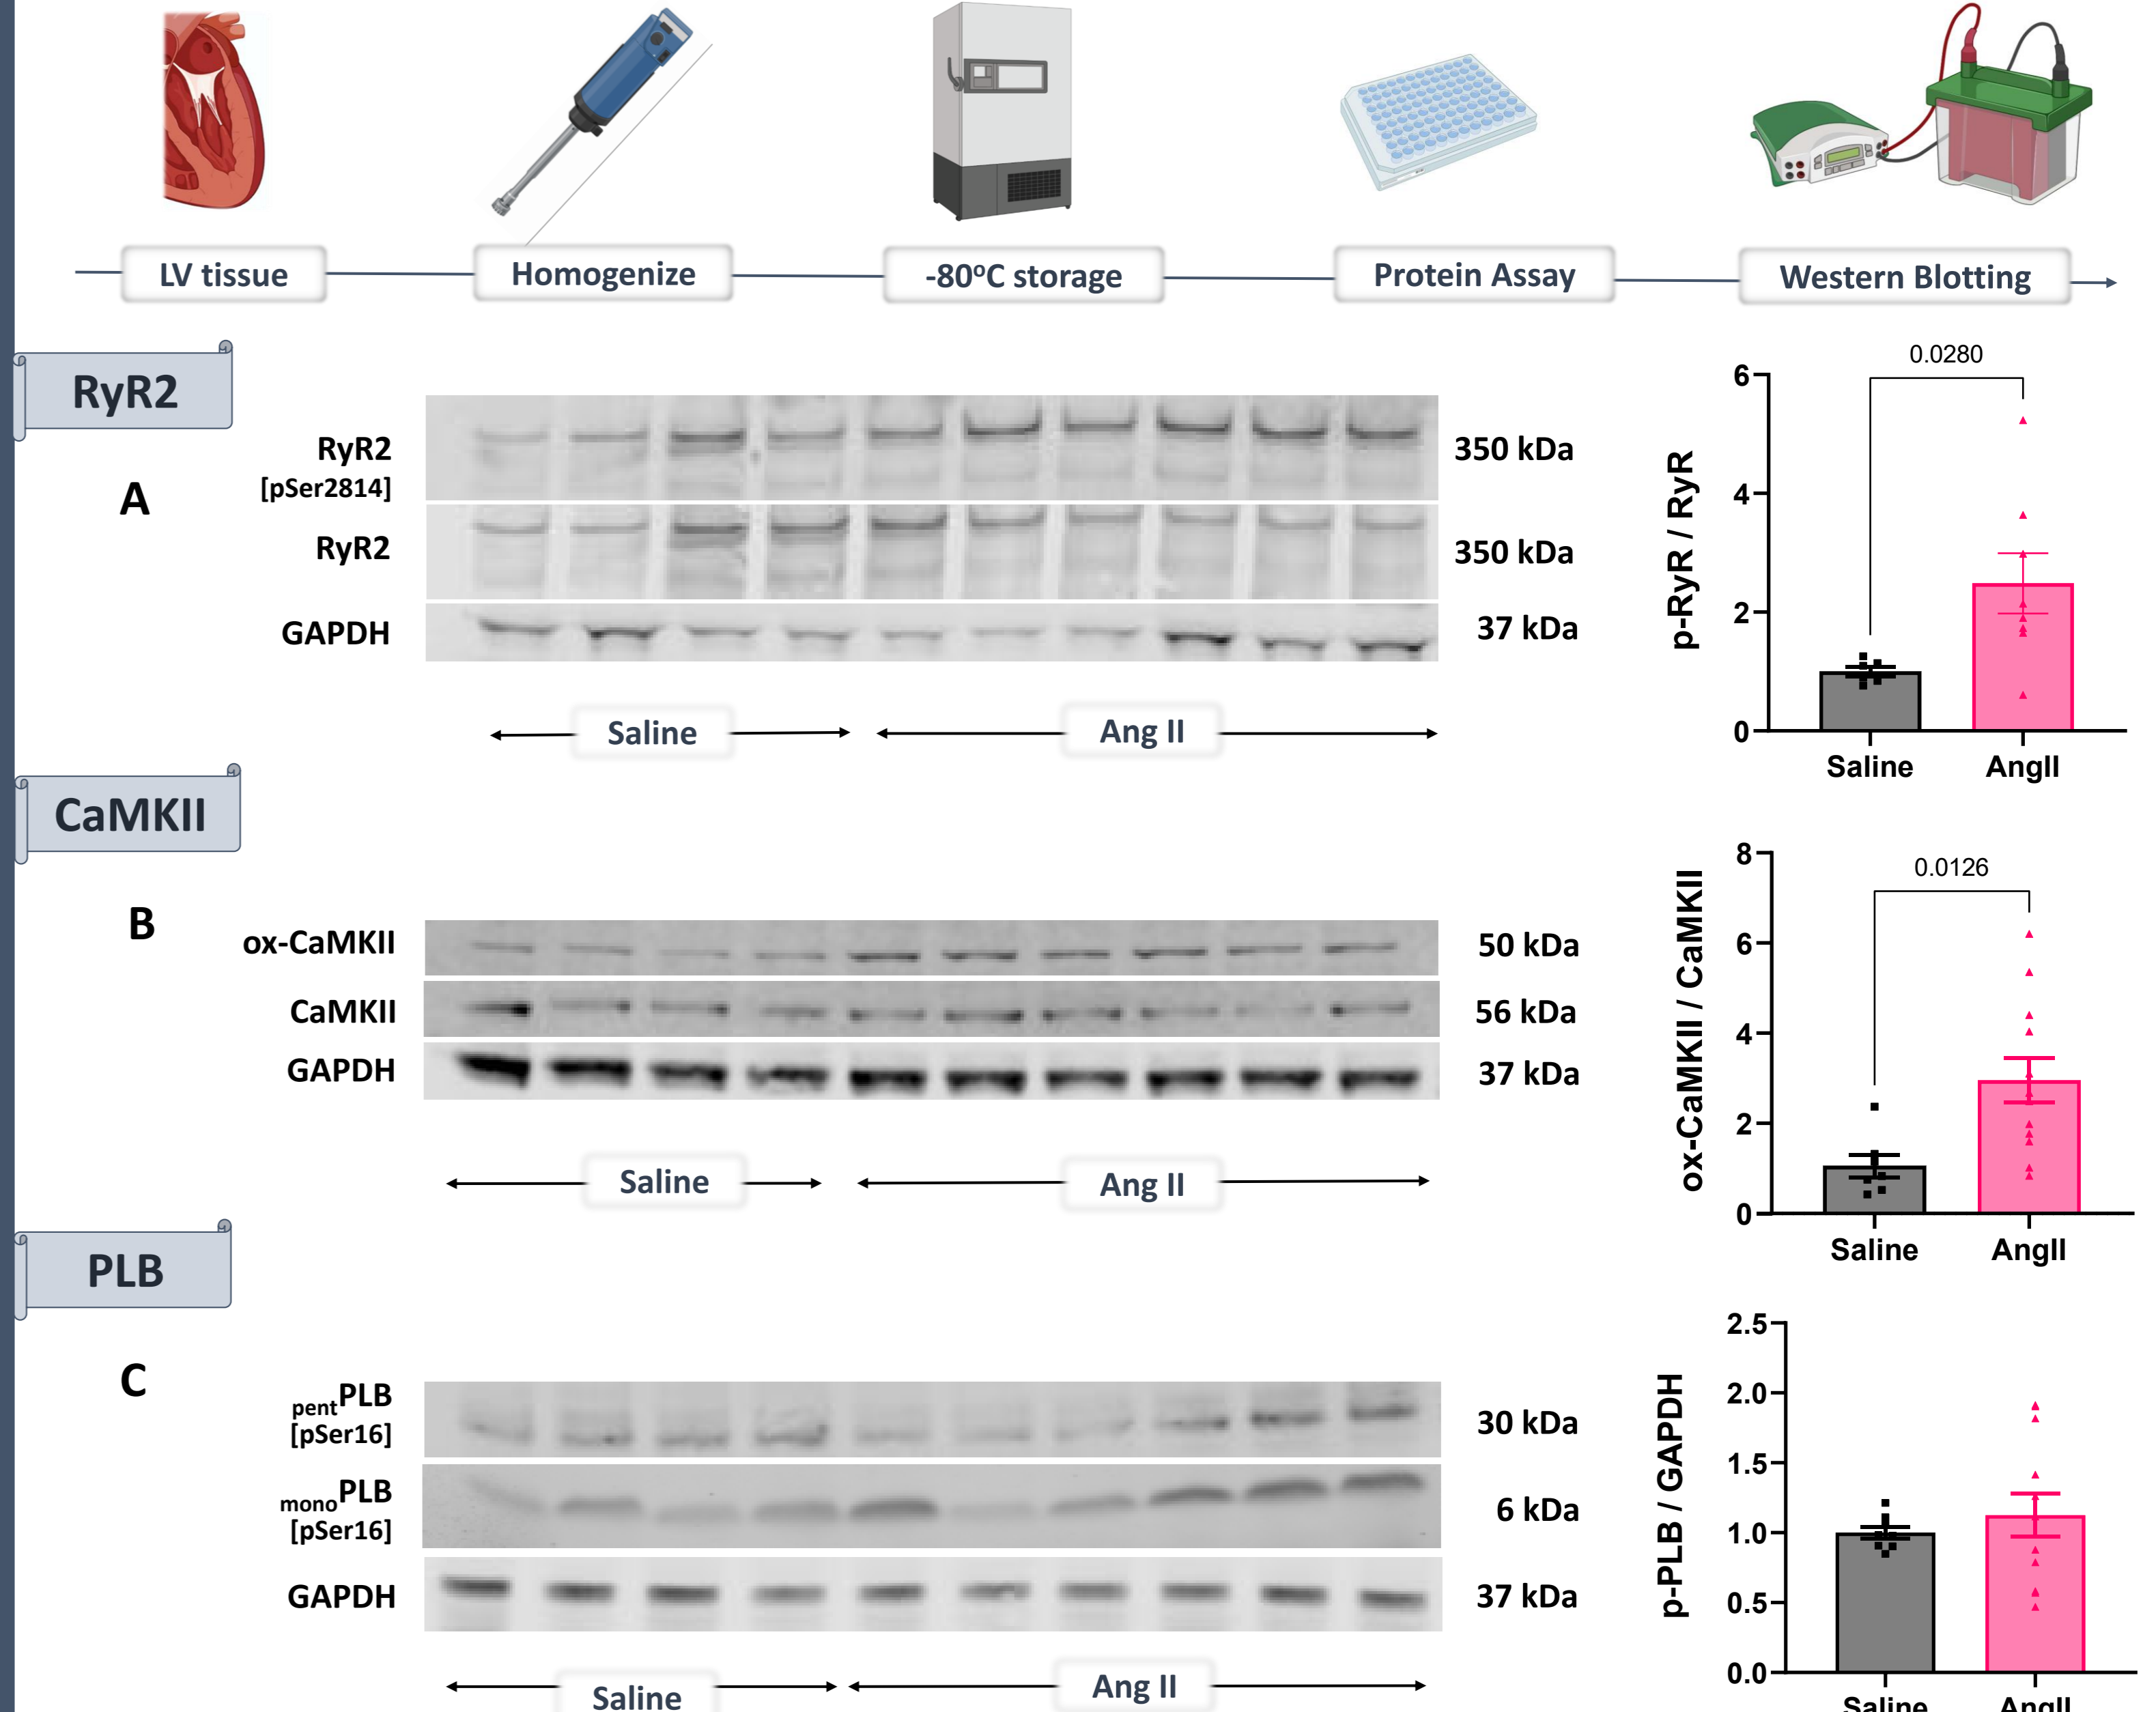 LV tissue
Homogenize
-80°C storage
Protein Assay
Western Blotting
RyR2
A
RyR2
[pSer2814]
350 kDa
RyR2
350 kDa
GAPDH
37 kDa
Saline
Ang II
0.0280
p-RyR / RyR
6
4
2
0
Saline
AngII
CaMKII
B
ox-CaMKII
50 kDa
CaMKII
56 kDa
GAPDH
37 kDa
Saline
Ang II
0.0126
ox-CaMKII / CaMKII
8
6
4
2
0
Saline
AngII
PLB
C
pentPLB
[pSer16]
30 kDa
monoPLB
[pSer16]
6 kDa
GAPDH
37 kDa
Saline
Ang II
p-PLB / GAPDH
2.5
2.0
1.5
1.0
0.5
0.0
Saline
AngII